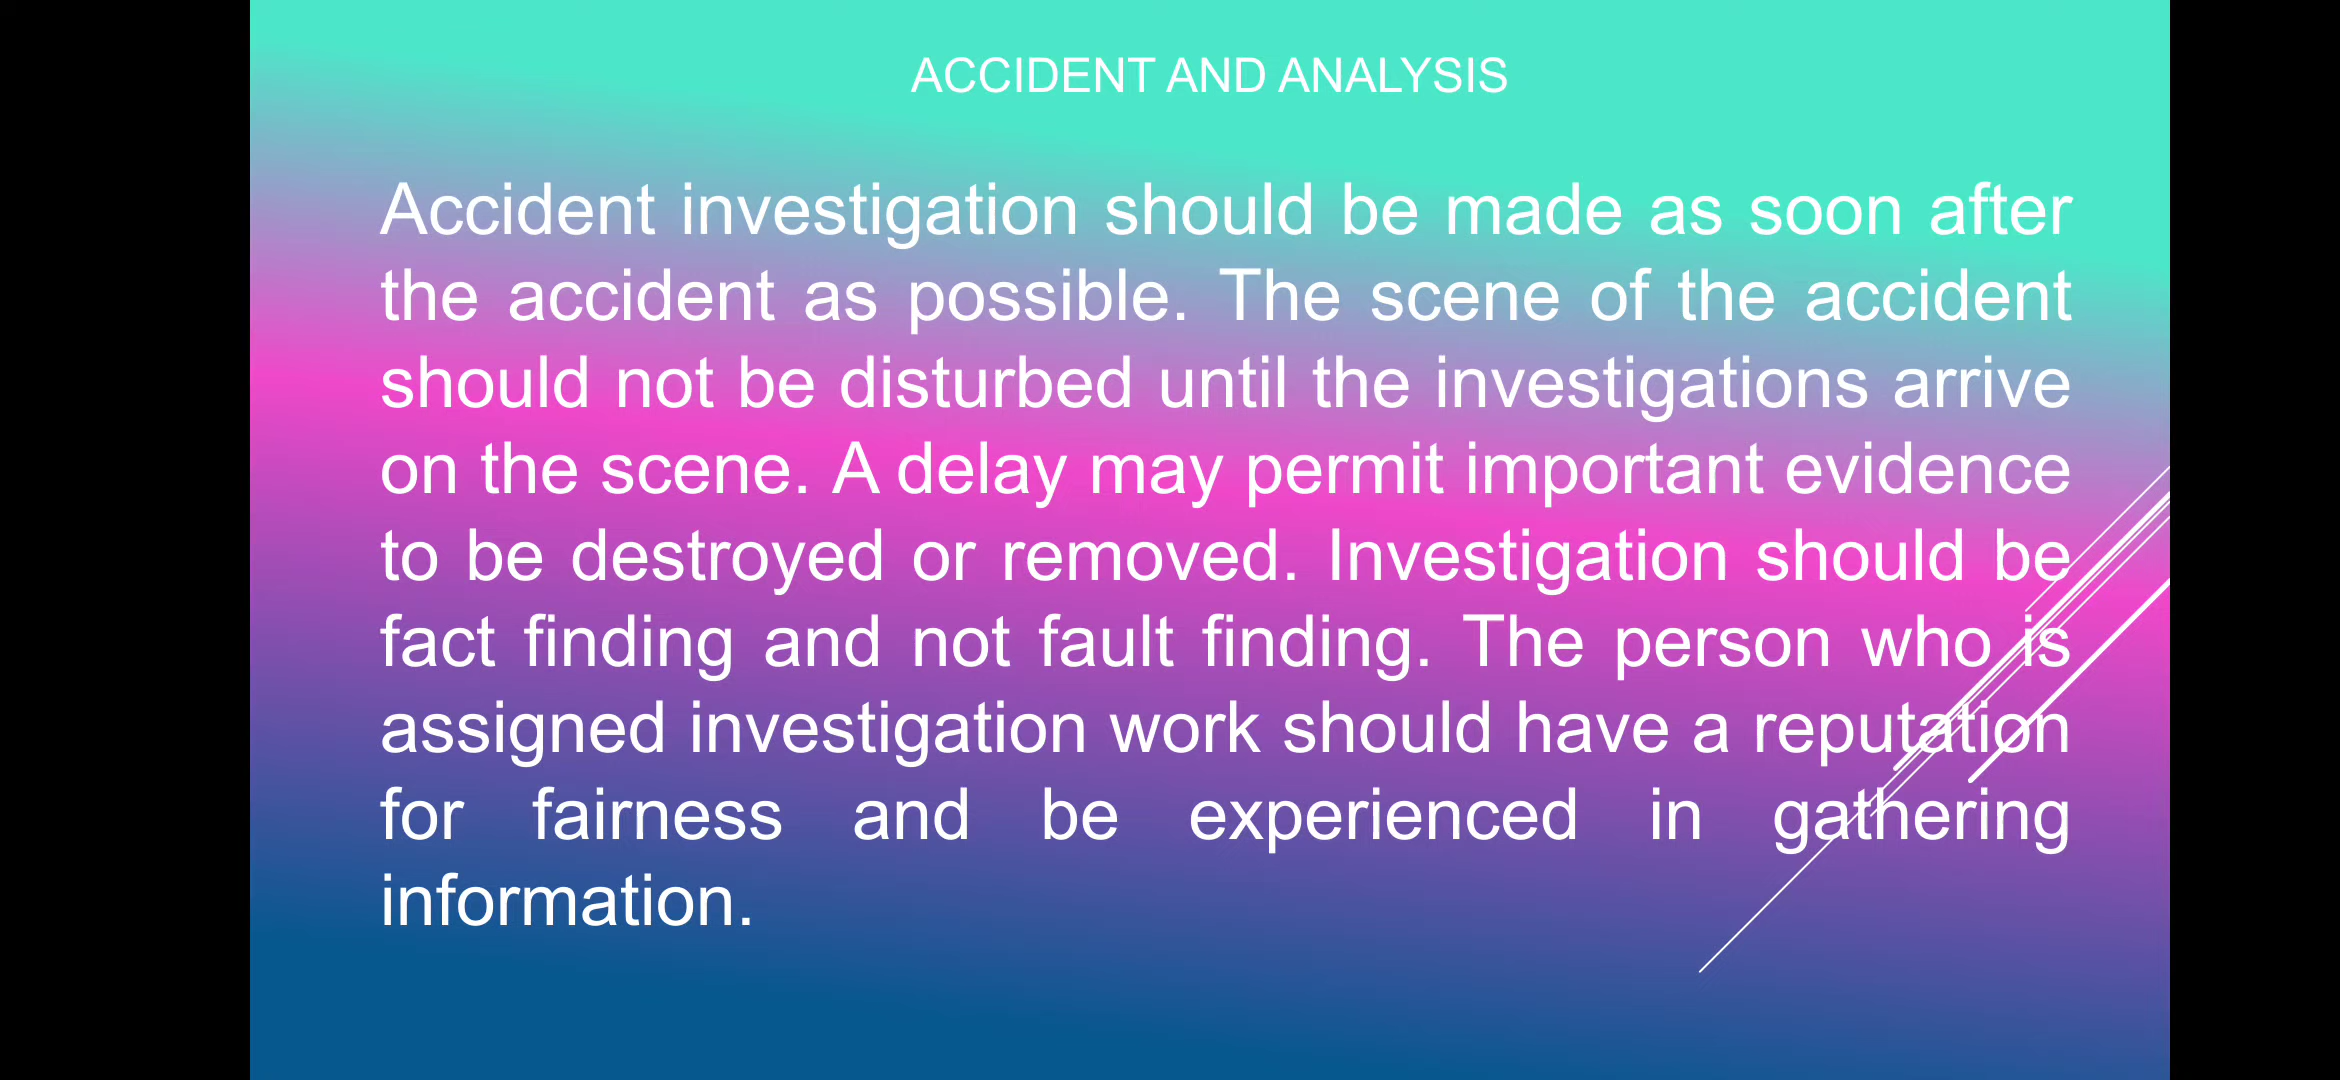 ACCIDENT AND ANALYSIS
Accident investigation should be made as soon after
the accident as possible. The scene of the accident
should not be disturbed until the investigations arrive
on the scene. A delay may permit important evidence
to be destroyed or removed. Investigation should be
fact finding and not fault finding. The person who is
assigned investigation work should have a reputation
for fairness and be experienced in gathering
information.